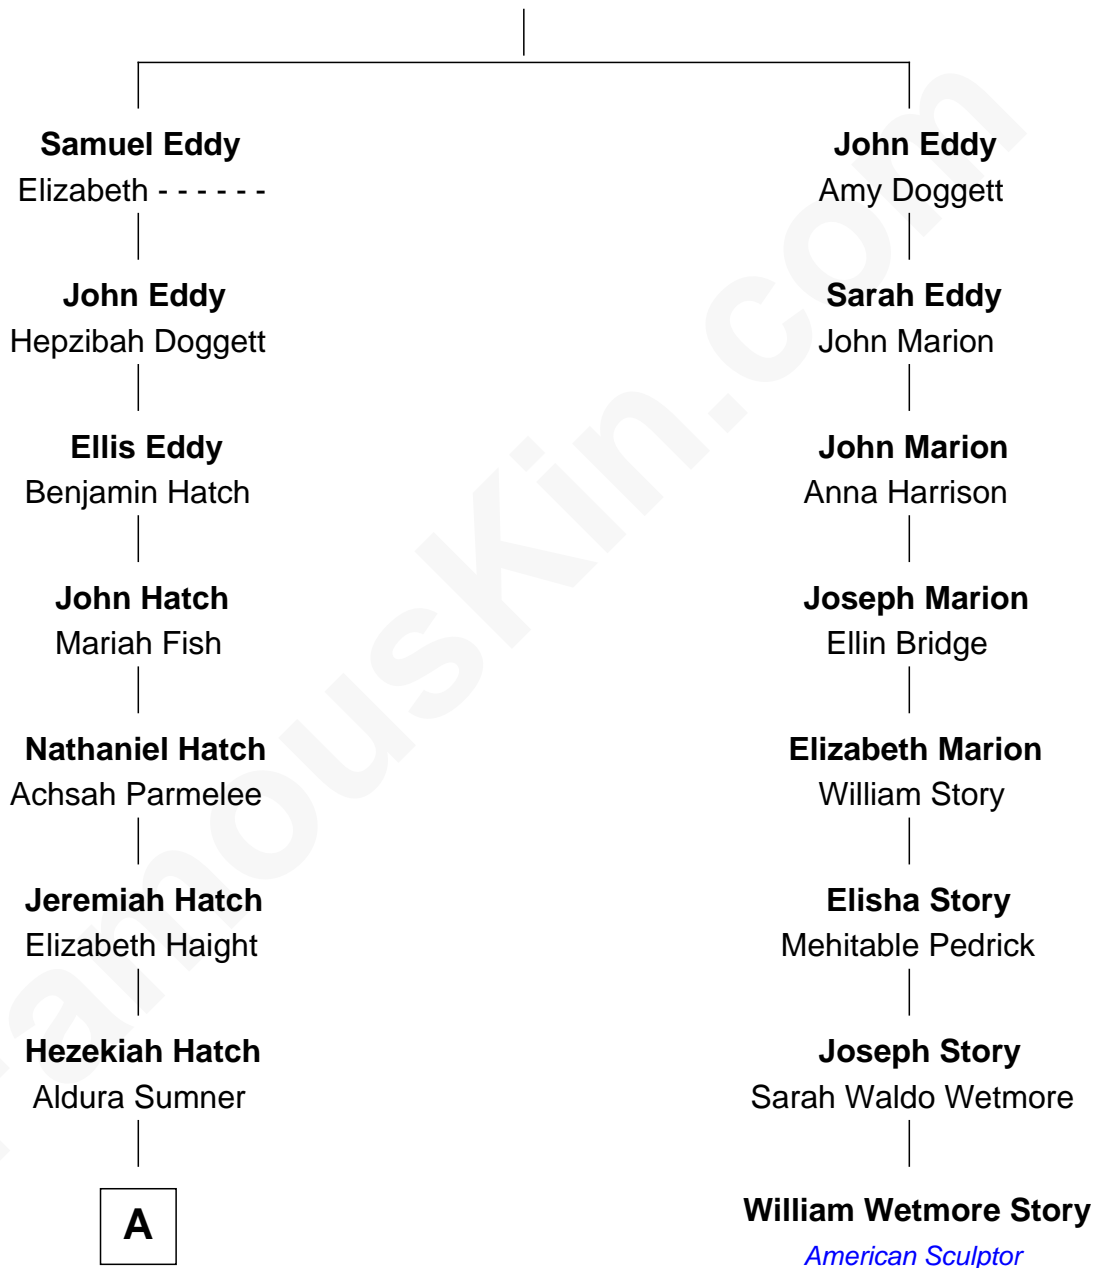 Samuel Eddy
Elizabeth - - - - - -
John Eddy
Hepzibah Doggett
Ellis Eddy
Benjamin Hatch
John Hatch
Mariah Fish
Nathaniel Hatch
Achsah Parmelee
Jeremiah Hatch
Elizabeth Haight
Hezekiah Hatch
Aldura Sumner
A
John Eddy
Amy Doggett
Sarah Eddy
John Marion
John Marion
Anna Harrison
Joseph Marion
Ellin Bridge
Elizabeth Marion
William Story
Elisha Story
Mehitable Pedrick
Joseph Story
Sarah Waldo Wetmore
William Wetmore Story
American Sculptor
FamousKin.com